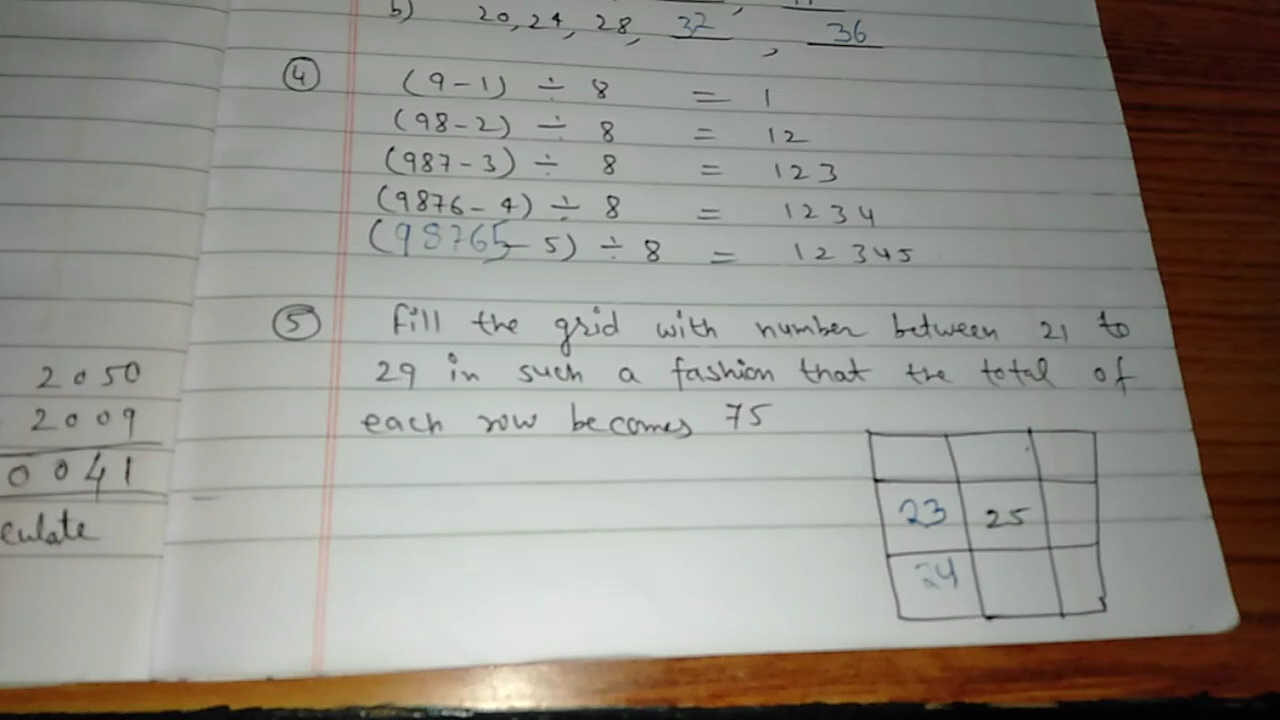 b) 20, 24, 28, 32, 36
④ (9-1) ÷ 8 = 1
(98-2) ÷ 8 = 12
(987-3) ÷ 8 = 123
(9876-4) ÷ 8 = 1234
(98765-5) ÷ 8 = 12345
⑤ Fill the grid with number between 21 to
29 in such a fashion that the total of
each row becomes 75
23 25
24
2050
2009
0041
culate